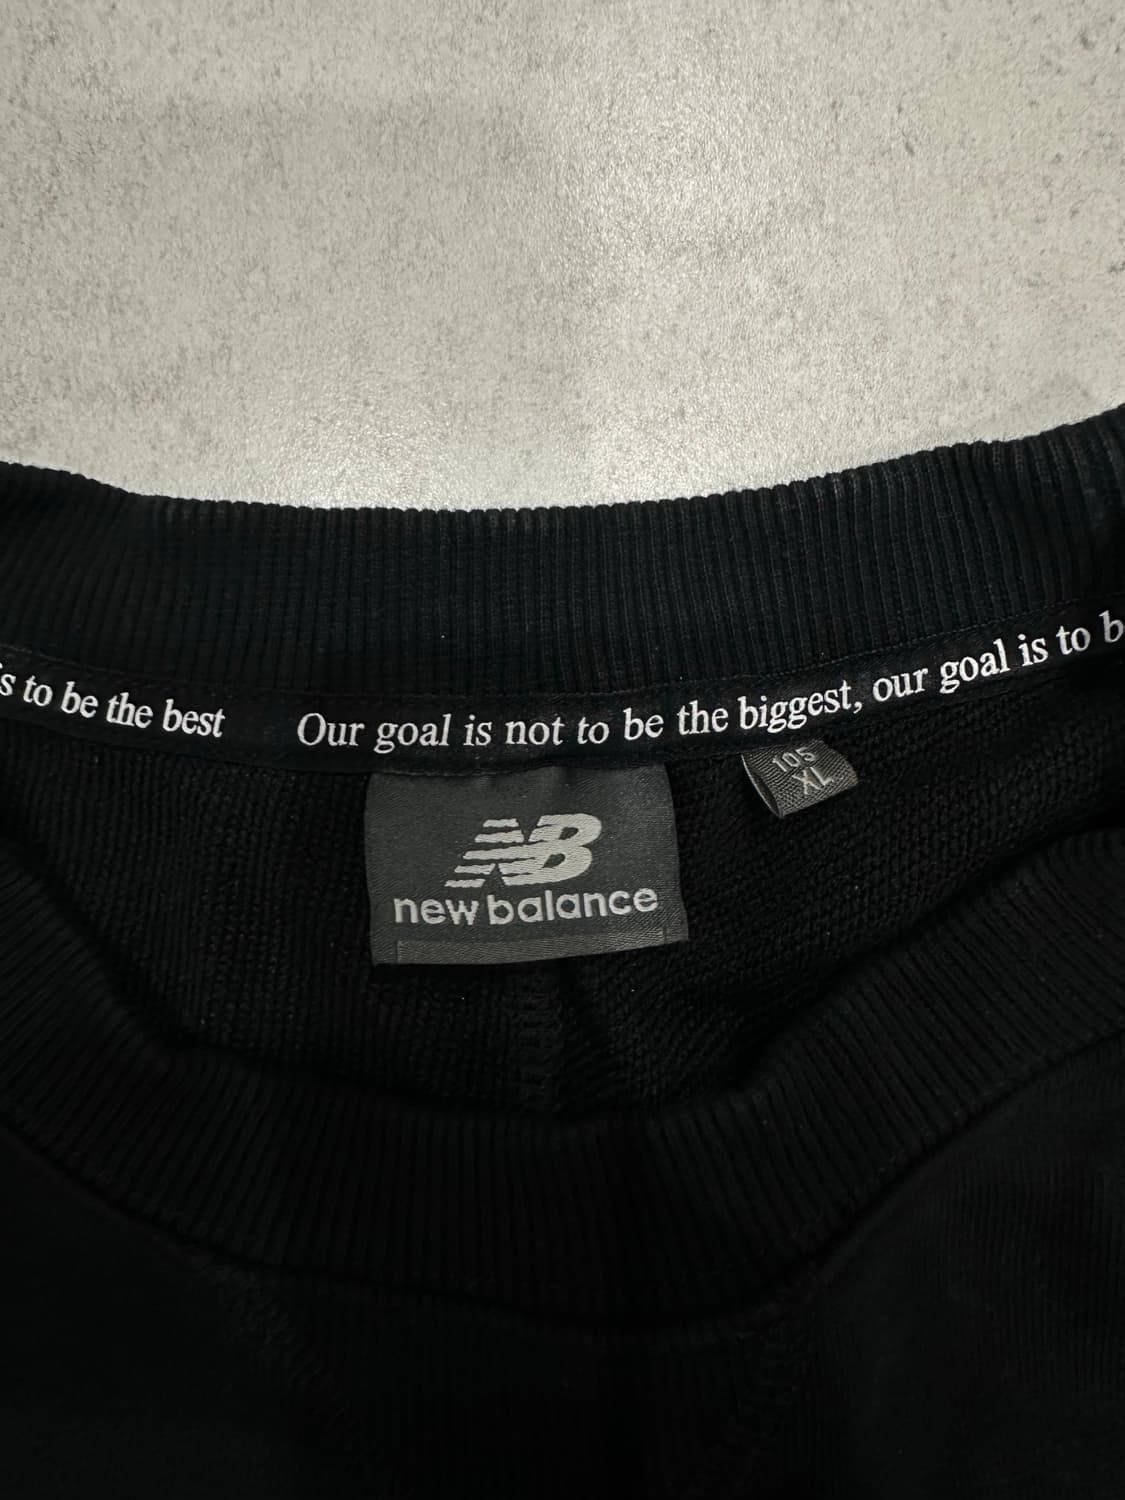 s to be the best Our goal is not to be the biggest, our goal is to b
105
XL
NB
new balance